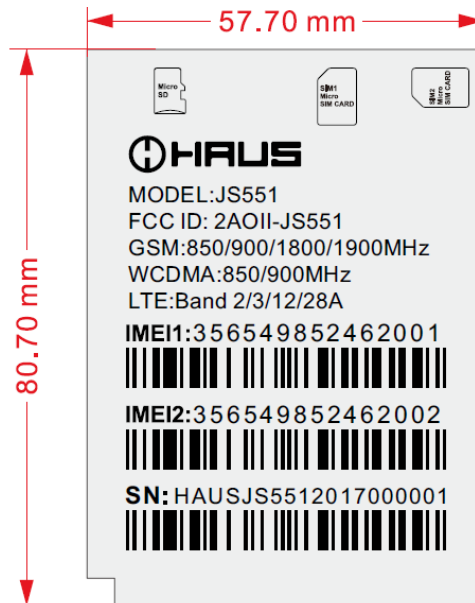 57.70 mm
80.70 mm
Micro
SD
SIM1
Micro
SIM CARD
SIM2
Micro
SIM CARD
HAUS
MODEL:JS551
FCC ID: 2AOII-JS551
GSM:850/900/1800/1900MHz
WCDMA:850/900MHz
LTE:Band 2/3/12/28A
IMEI1:356549852462001
IMEI2:356549852462002
SN:HAUSJS5512017000001